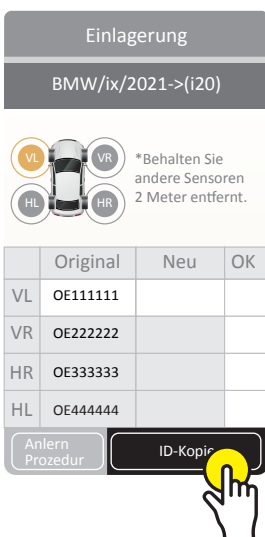 Einlagerung
BMW/ix/2021->(i20)
VL
VR
HL
HR
*Behalten Sie
andere Sensoren
2 Meter entfernt.
Original Neu OK
VL OE111111
VR OE222222
HR OE333333
HL OE444444
Anlern
Prozedur
ID-Kopie